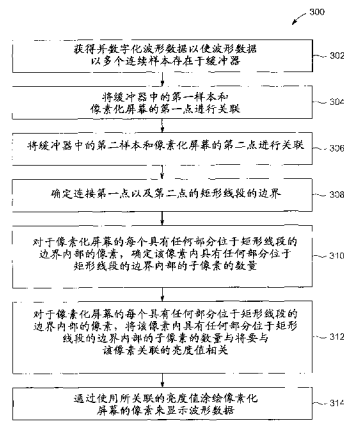 300
获得并数字化波形数据以使波形数据
以多个连续样本存在于缓冲器
302
将缓冲器中的第一样本和
像素化屏幕的第一点进行关联
304
将缓冲器中的第二样本和像素化屏幕的第二点进行关联
306
确定连接第一点以及第二点的矩形线段的边界
308
对于像素化屏幕的每个具有任何部分位于矩形线段的
边界内部的像素，确定该像素内具有任何部分位于
矩形线段的边界内部的子像素的数量
310
对于像素化屏幕的每个具有任何部分位于矩形线段的
边界内部的像素，将该像素内具有任何部分位于矩形
线段的边界内部的子像素的数量与将要与
该像素关联的亮度值相关
312
通过使用所关联的亮度值涂绘像素化
屏幕的像素来显示波形数据
314